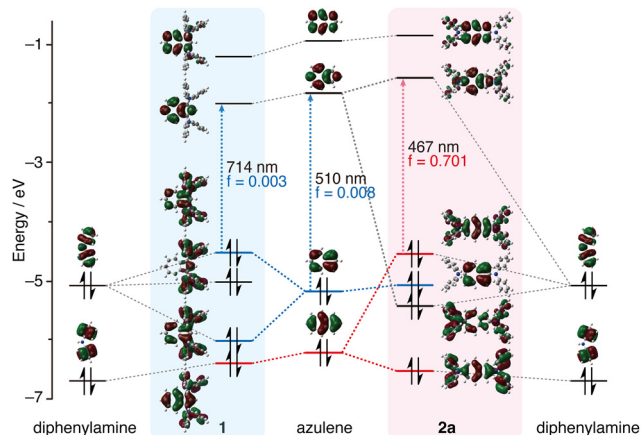 Energy / eV
−1
−3
−5
−7
714 nm
f = 0.003
510 nm
f = 0.008
467 nm
f = 0.701
diphenylamine
1
azulene
2a
diphenylamine